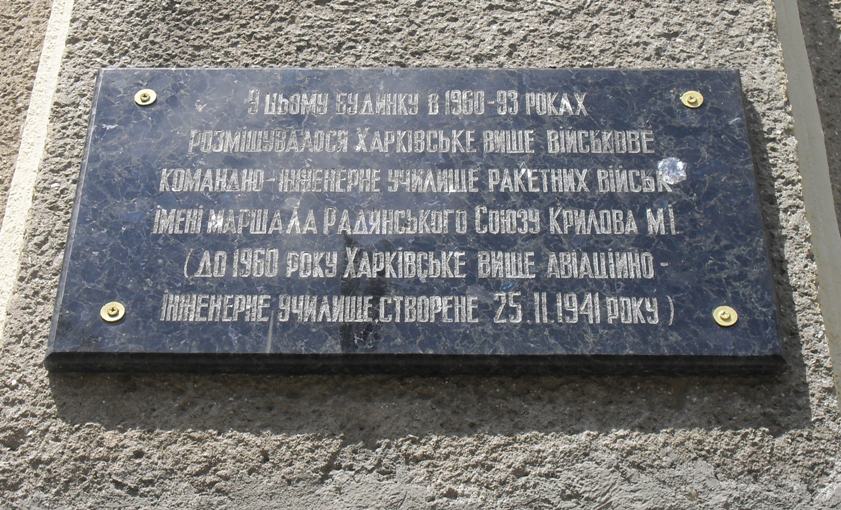 У цьому будинку в 1960-93 роках
розміщувалося Харківське вище військове
командно-інженерне училище ракетних військ
імені маршала Радянського Союзу Крилова М.І.
(до 1960 року Харківське вище авіаційно-
інженерне училище, створене 25.11.1941 року)